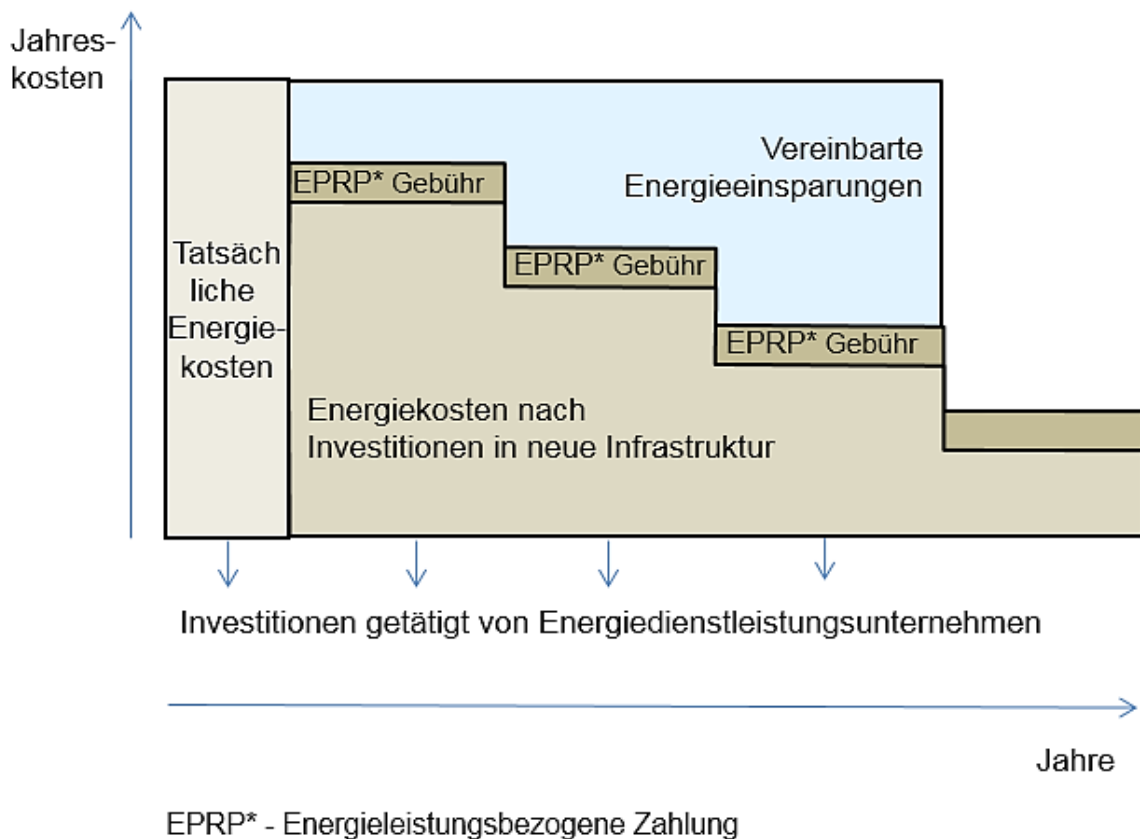 Jahres-
kosten
Vereinbarte
Energieeinsparungen
EPRP* Gebühr
EPRP* Gebühr
EPRP* Gebühr
Tatsäch
liche
Energie-
kosten
Energiekosten nach
Investitionen in neue Infrastruktur
Investitionen getätigt von Energiedienstleistungsunternehmen
Jahre
EPRP* - Energieleistungsbezogene Zahlung